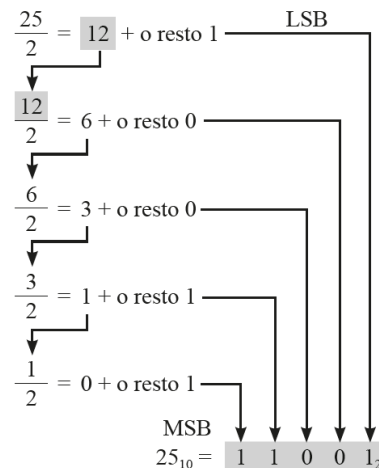 25/2 = 12 + o resto 1 LSB
12/2 = 6 + o resto 0
6/2 = 3 + o resto 0
3/2 = 1 + o resto 1
1/2 = 0 + o resto 1
MSB
25₁₀ = 1 1 0 0 1₂